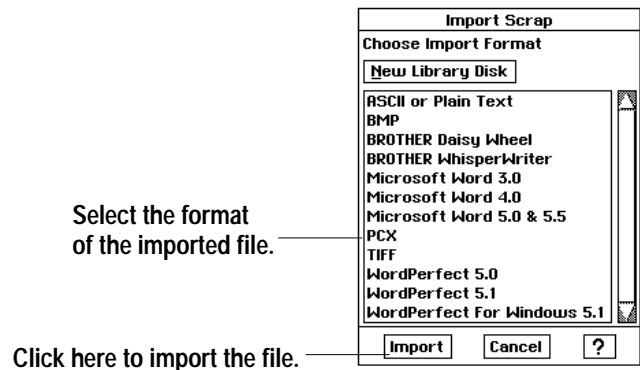 Import Scrap
Choose Import Format
New Library Disk
ASCII or Plain Text
BMP
BROTHER Daisy Wheel
BROTHER WhisperWriter
Microsoft Word 3.0
Microsoft Word 4.0
Microsoft Word 5.0 & 5.5
PCX
TIFF
WordPerfect 5.0
WordPerfect 5.1
WordPerfect For Windows 5.1
Select the format
of the imported file.
Import Cancel ?
Click here to import the file.